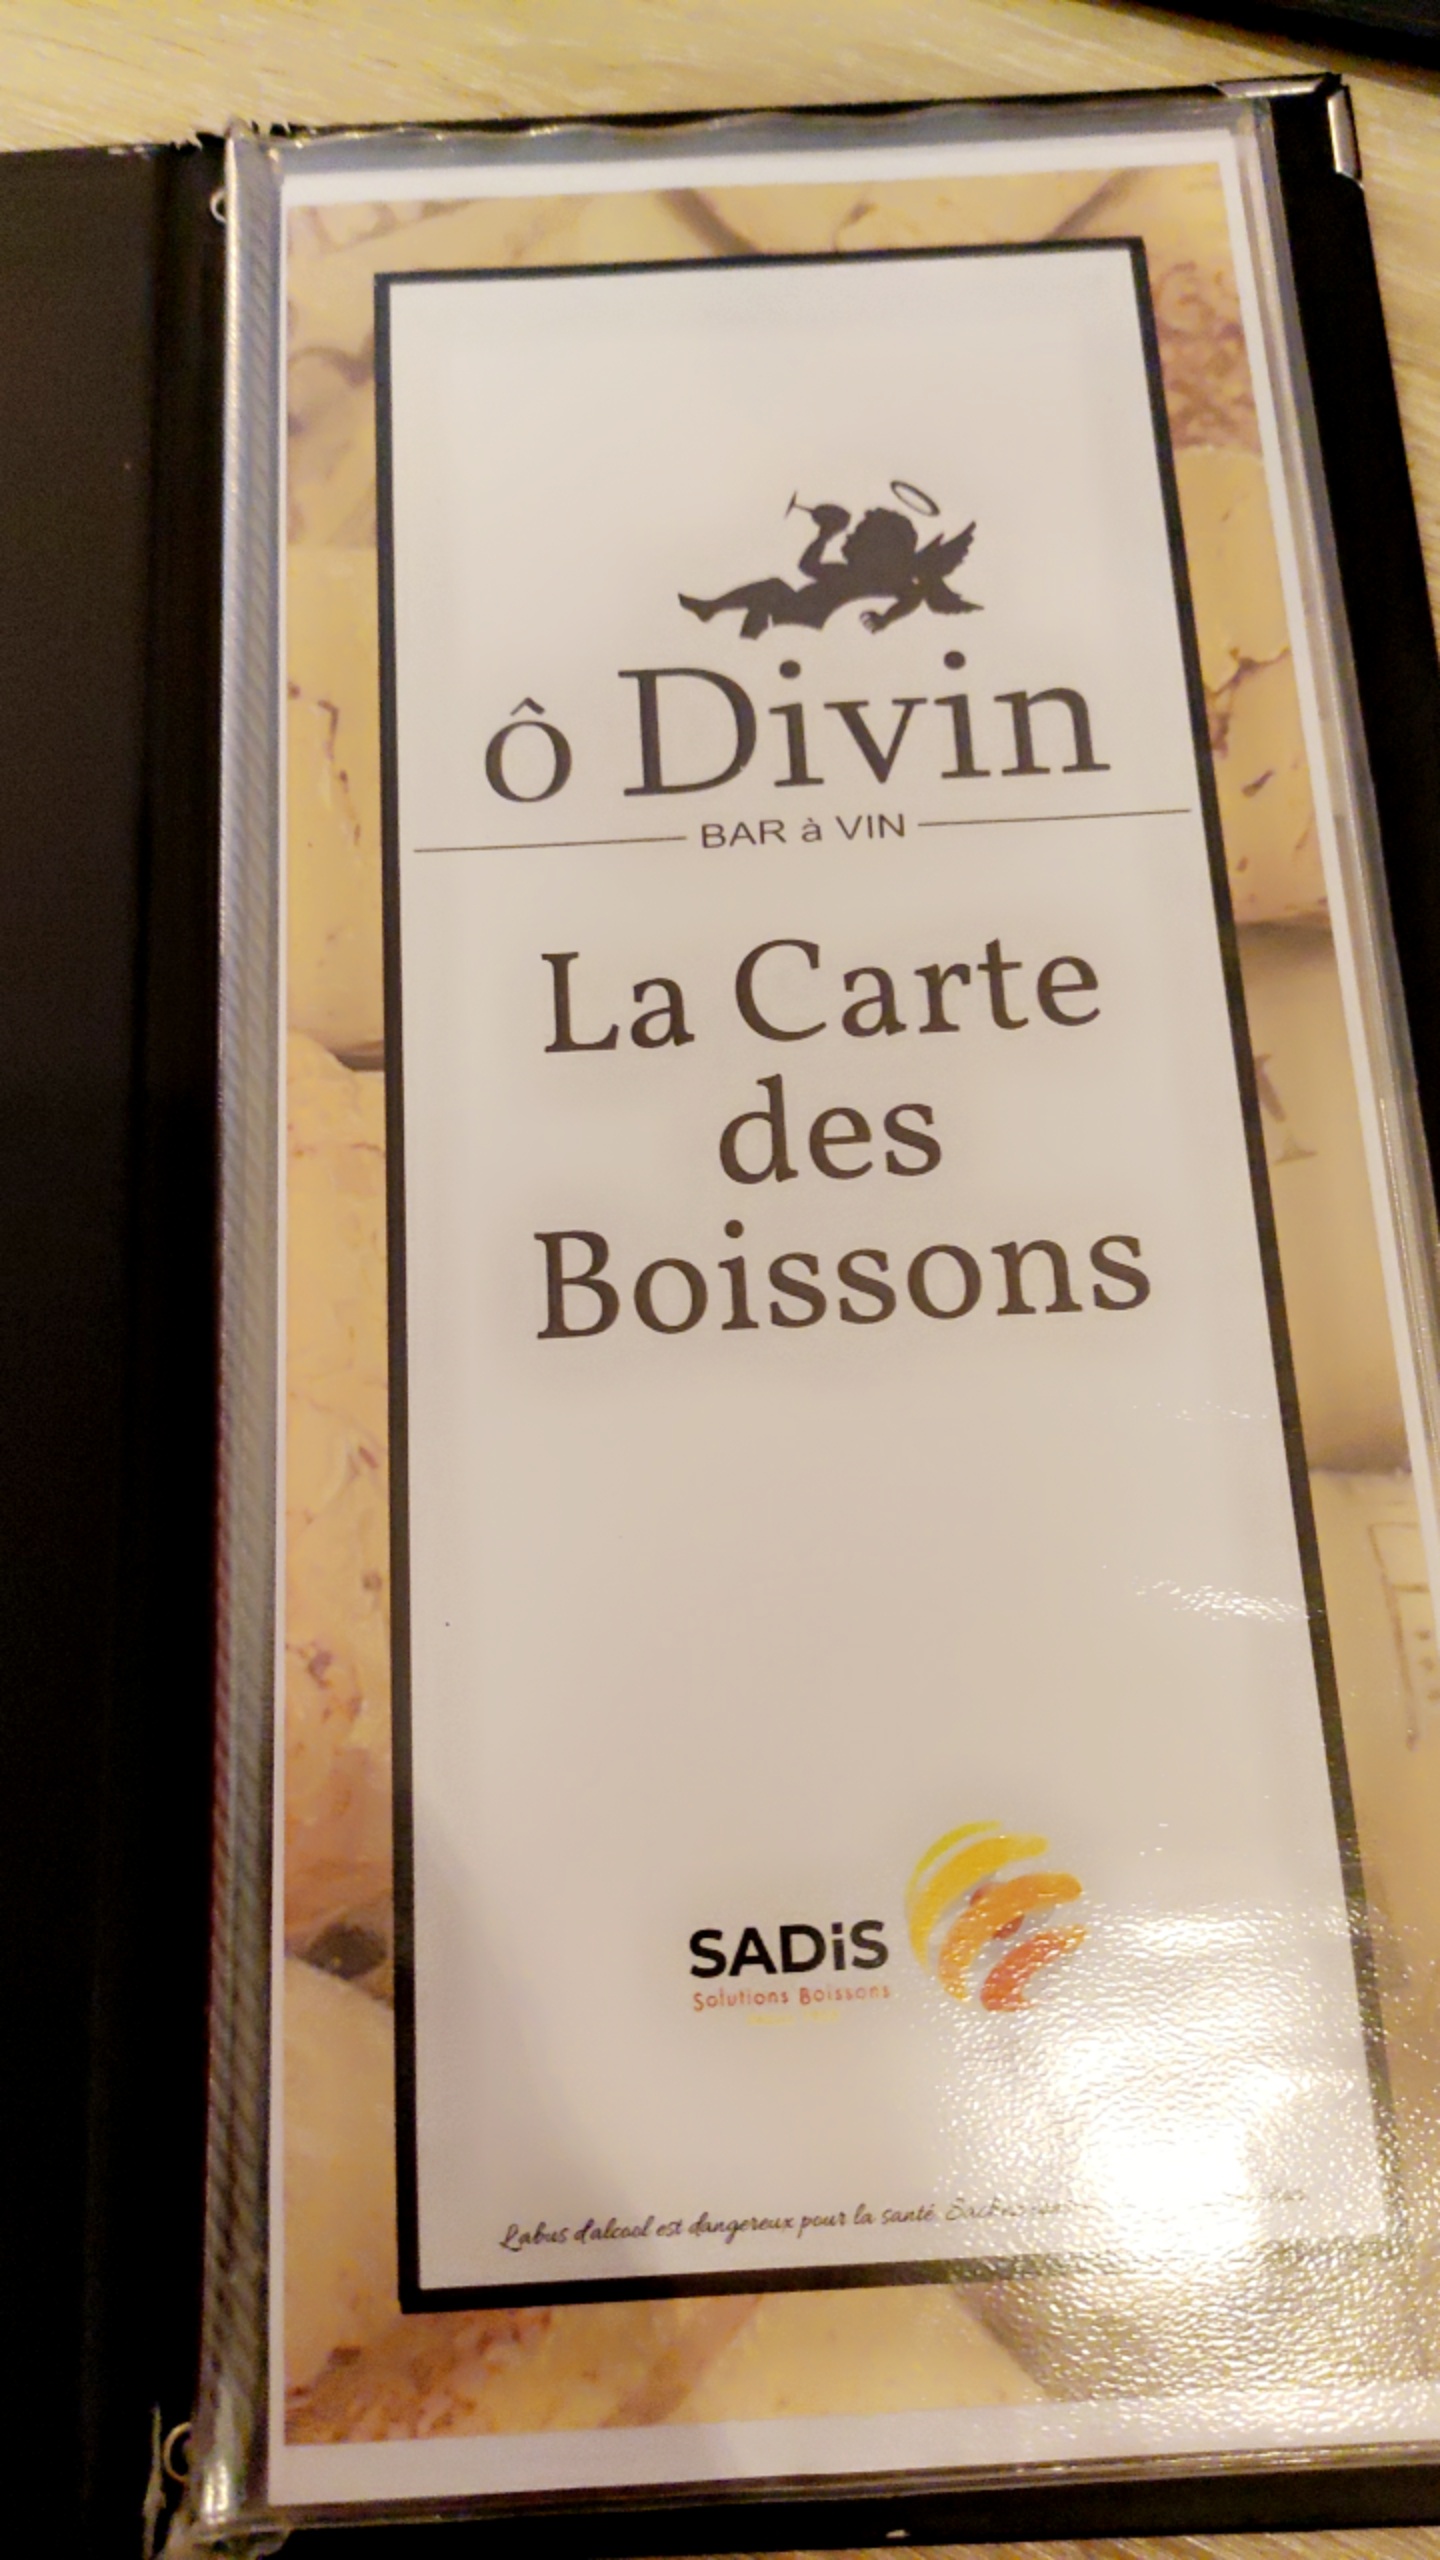 ô Divin
BAR à VIN
La Carte
des
Boissons
SADiS
Solutions Boissons
L'abus d'alcool est dangereux pour la santé.